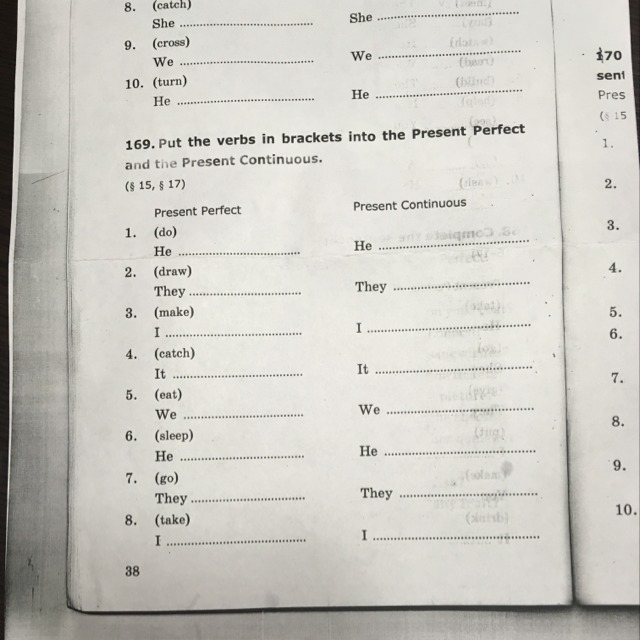 8. (catch)
She .................... She ....................
9. (cross)
We .................... We ....................
10. (turn)
He .................... He ....................
169. Put the verbs in brackets into the Present Perfect
and the Present Continuous.
(§ 15, § 17)
Present Perfect Present Continuous
1. (do)
He .................... He ....................
2. (draw)
They .................... They ....................
3. (make)
I .................... I ....................
4. (catch)
It .................... It ....................
5. (eat)
We .................... We ....................
6. (sleep)
He .................... He ....................
7. (go)
They .................... They ....................
8. (take)
I .................... I ....................
38
170
sent
Pres
(§ 15
1.
2.
3.
4.
5.
6.
7.
8.
9.
10.